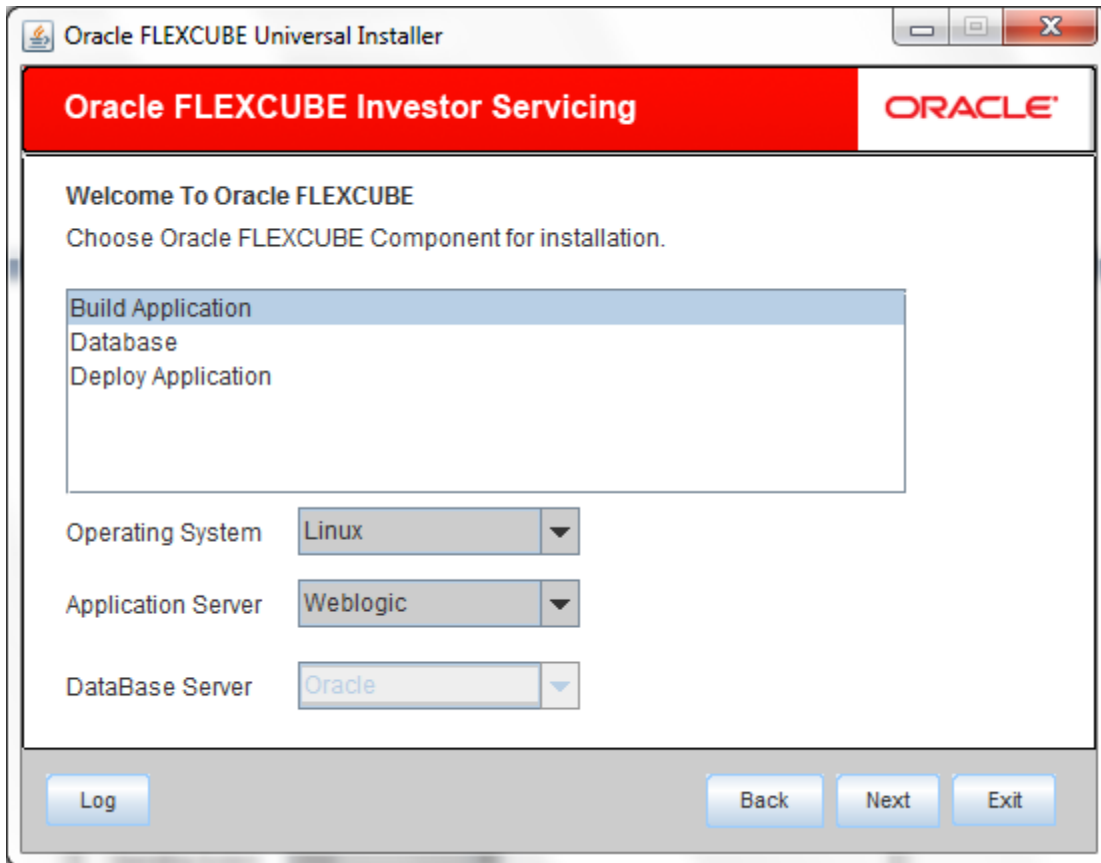 Oracle FLEXCUBE Universal Installer
Oracle FLEXCUBE Investor Servicing
ORACLE
Welcome To Oracle FLEXCUBE
Choose Oracle FLEXCUBE Component for installation.
Build Application
Database
Deploy Application
Operating System Linux
Application Server Weblogic
DataBase Server Oracle
Log Back Next Exit